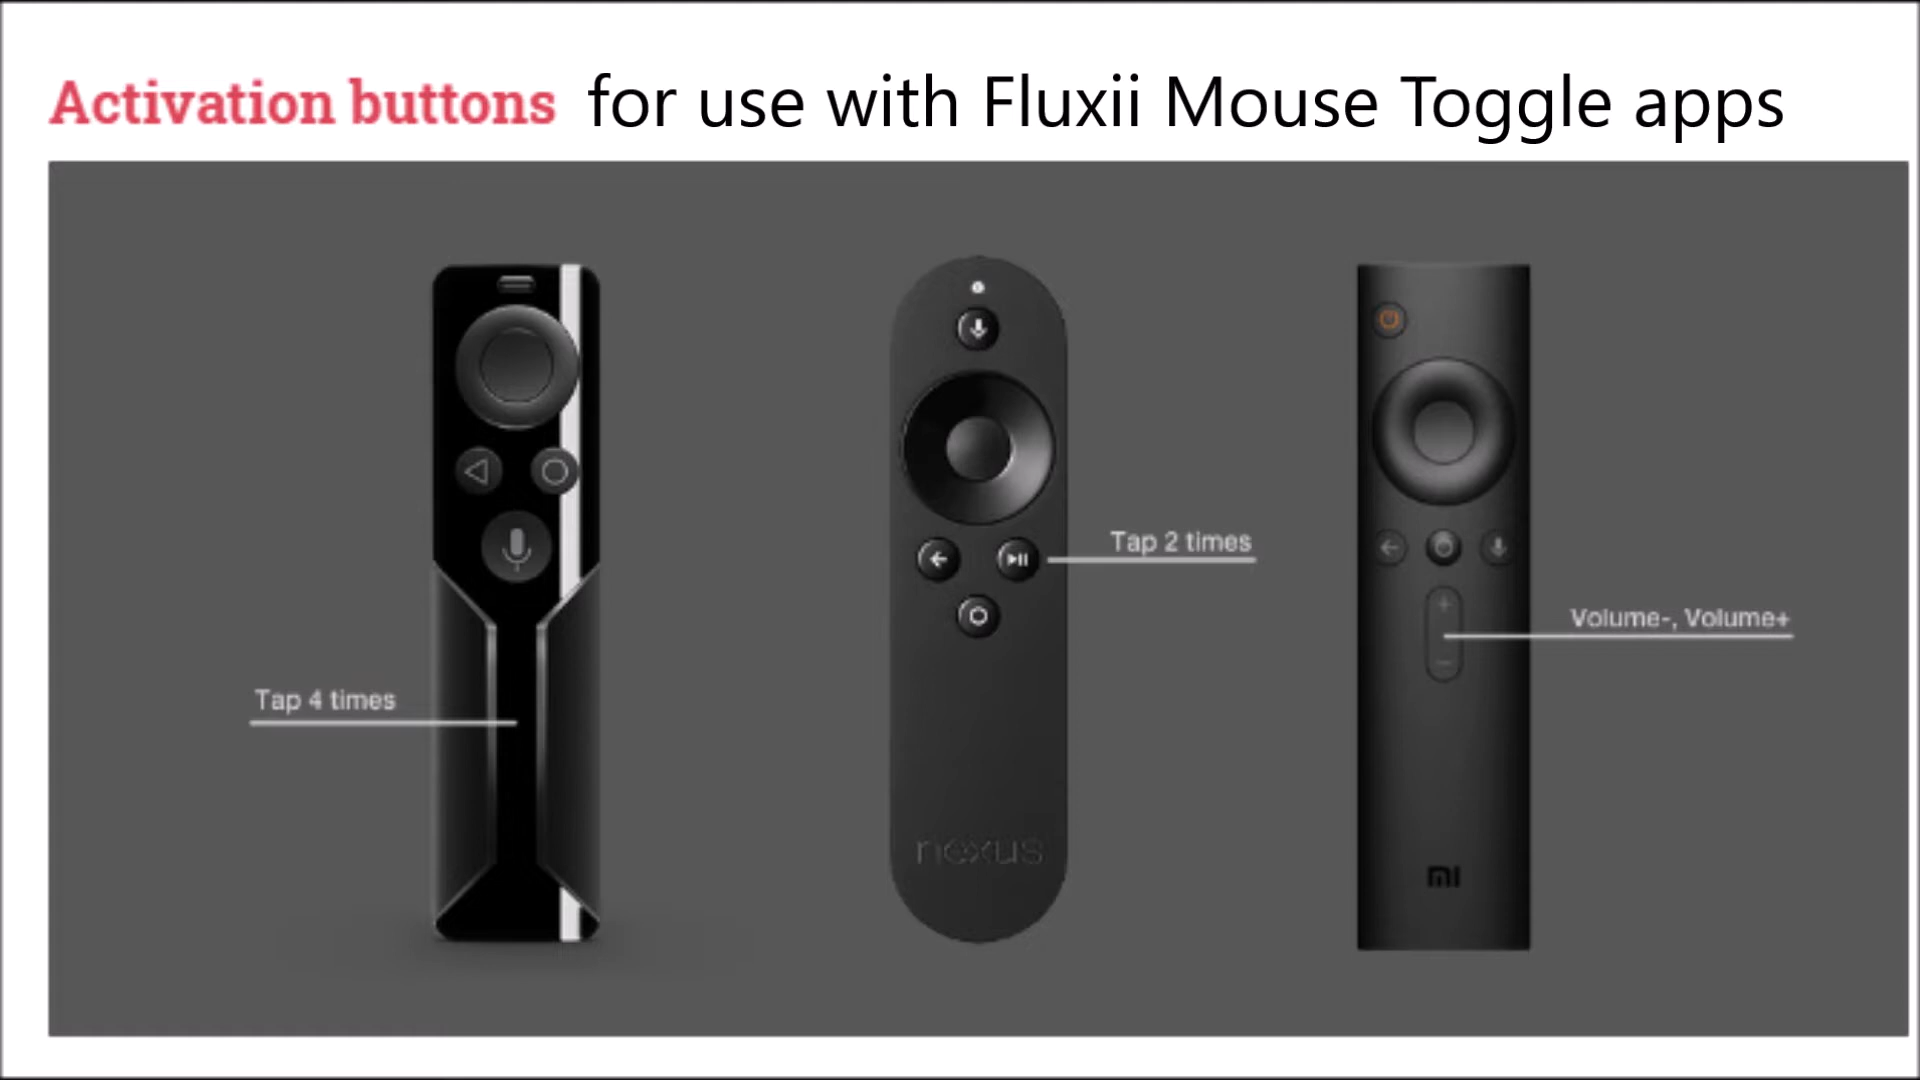 Activation buttons for use with Fluxii Mouse Toggle apps
Tap 2 times
Volume-, Volume+
Tap 4 times
nexus
MI